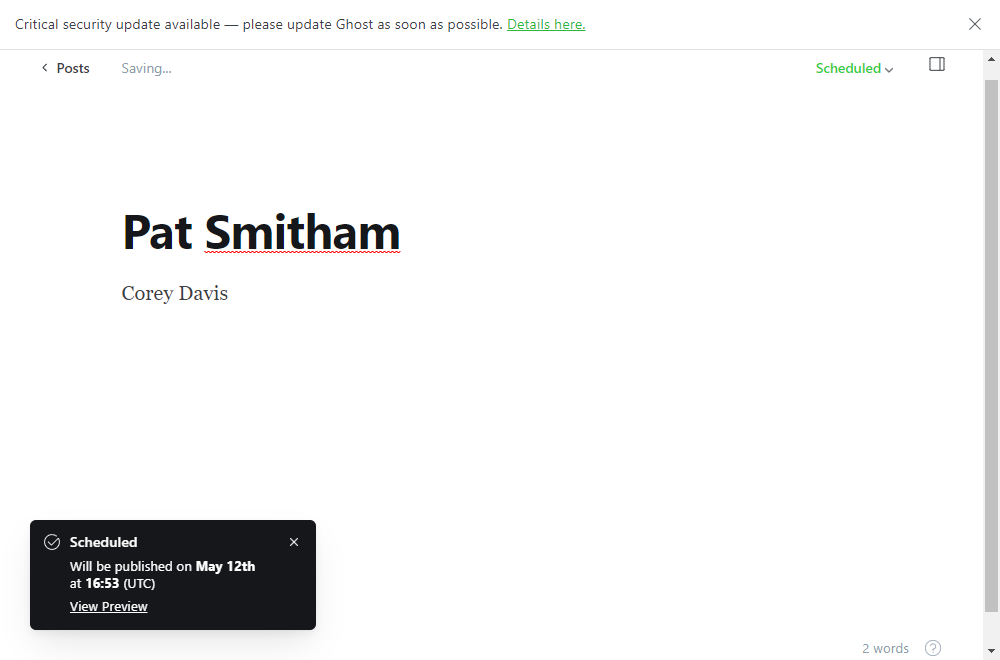 Critical security update available — please update Ghost as soon as possible. Details here.
Posts
Saving...
Scheduled
Pat Smitham
Corey Davis
Scheduled
Will be published on May 12th
at 16:53 (UTC)
View Preview
2 words
?